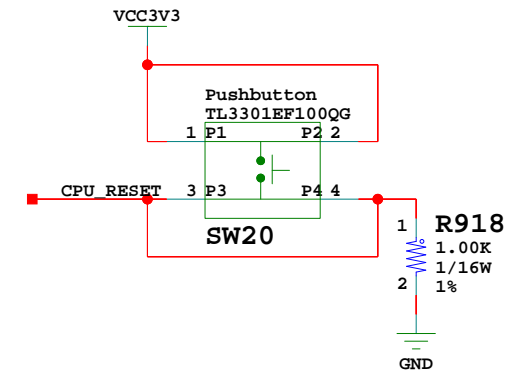 VCC3V3
Pushbutton
TL3301EF100QG
1 P1 P2 2
CPU_RESET 3 P3 P4 4
SW20
1 R918
1.00K
1/16W
2 1%
GND